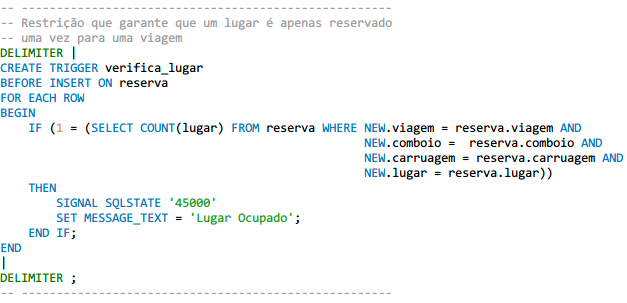 -- ----------------------------------------------------
-- Restrição que garante que um lugar é apenas reservado
-- uma vez para uma viagem
DELIMITER |
CREATE TRIGGER verifica_lugar
BEFORE INSERT ON reserva
FOR EACH ROW
BEGIN
    IF (1 = (SELECT COUNT(lugar) FROM reserva WHERE NEW.viagem = reserva.viagem AND
                                                    NEW.comboio =  reserva.comboio AND
                                                    NEW.carruagem = reserva.carruagem AND
                                                    NEW.lugar = reserva.lugar))
    THEN
        SIGNAL SQLSTATE '45000'
        SET MESSAGE_TEXT = 'Lugar Ocupado';
    END IF;
END
|
DELIMITER ;
-- ----------------------------------------------------